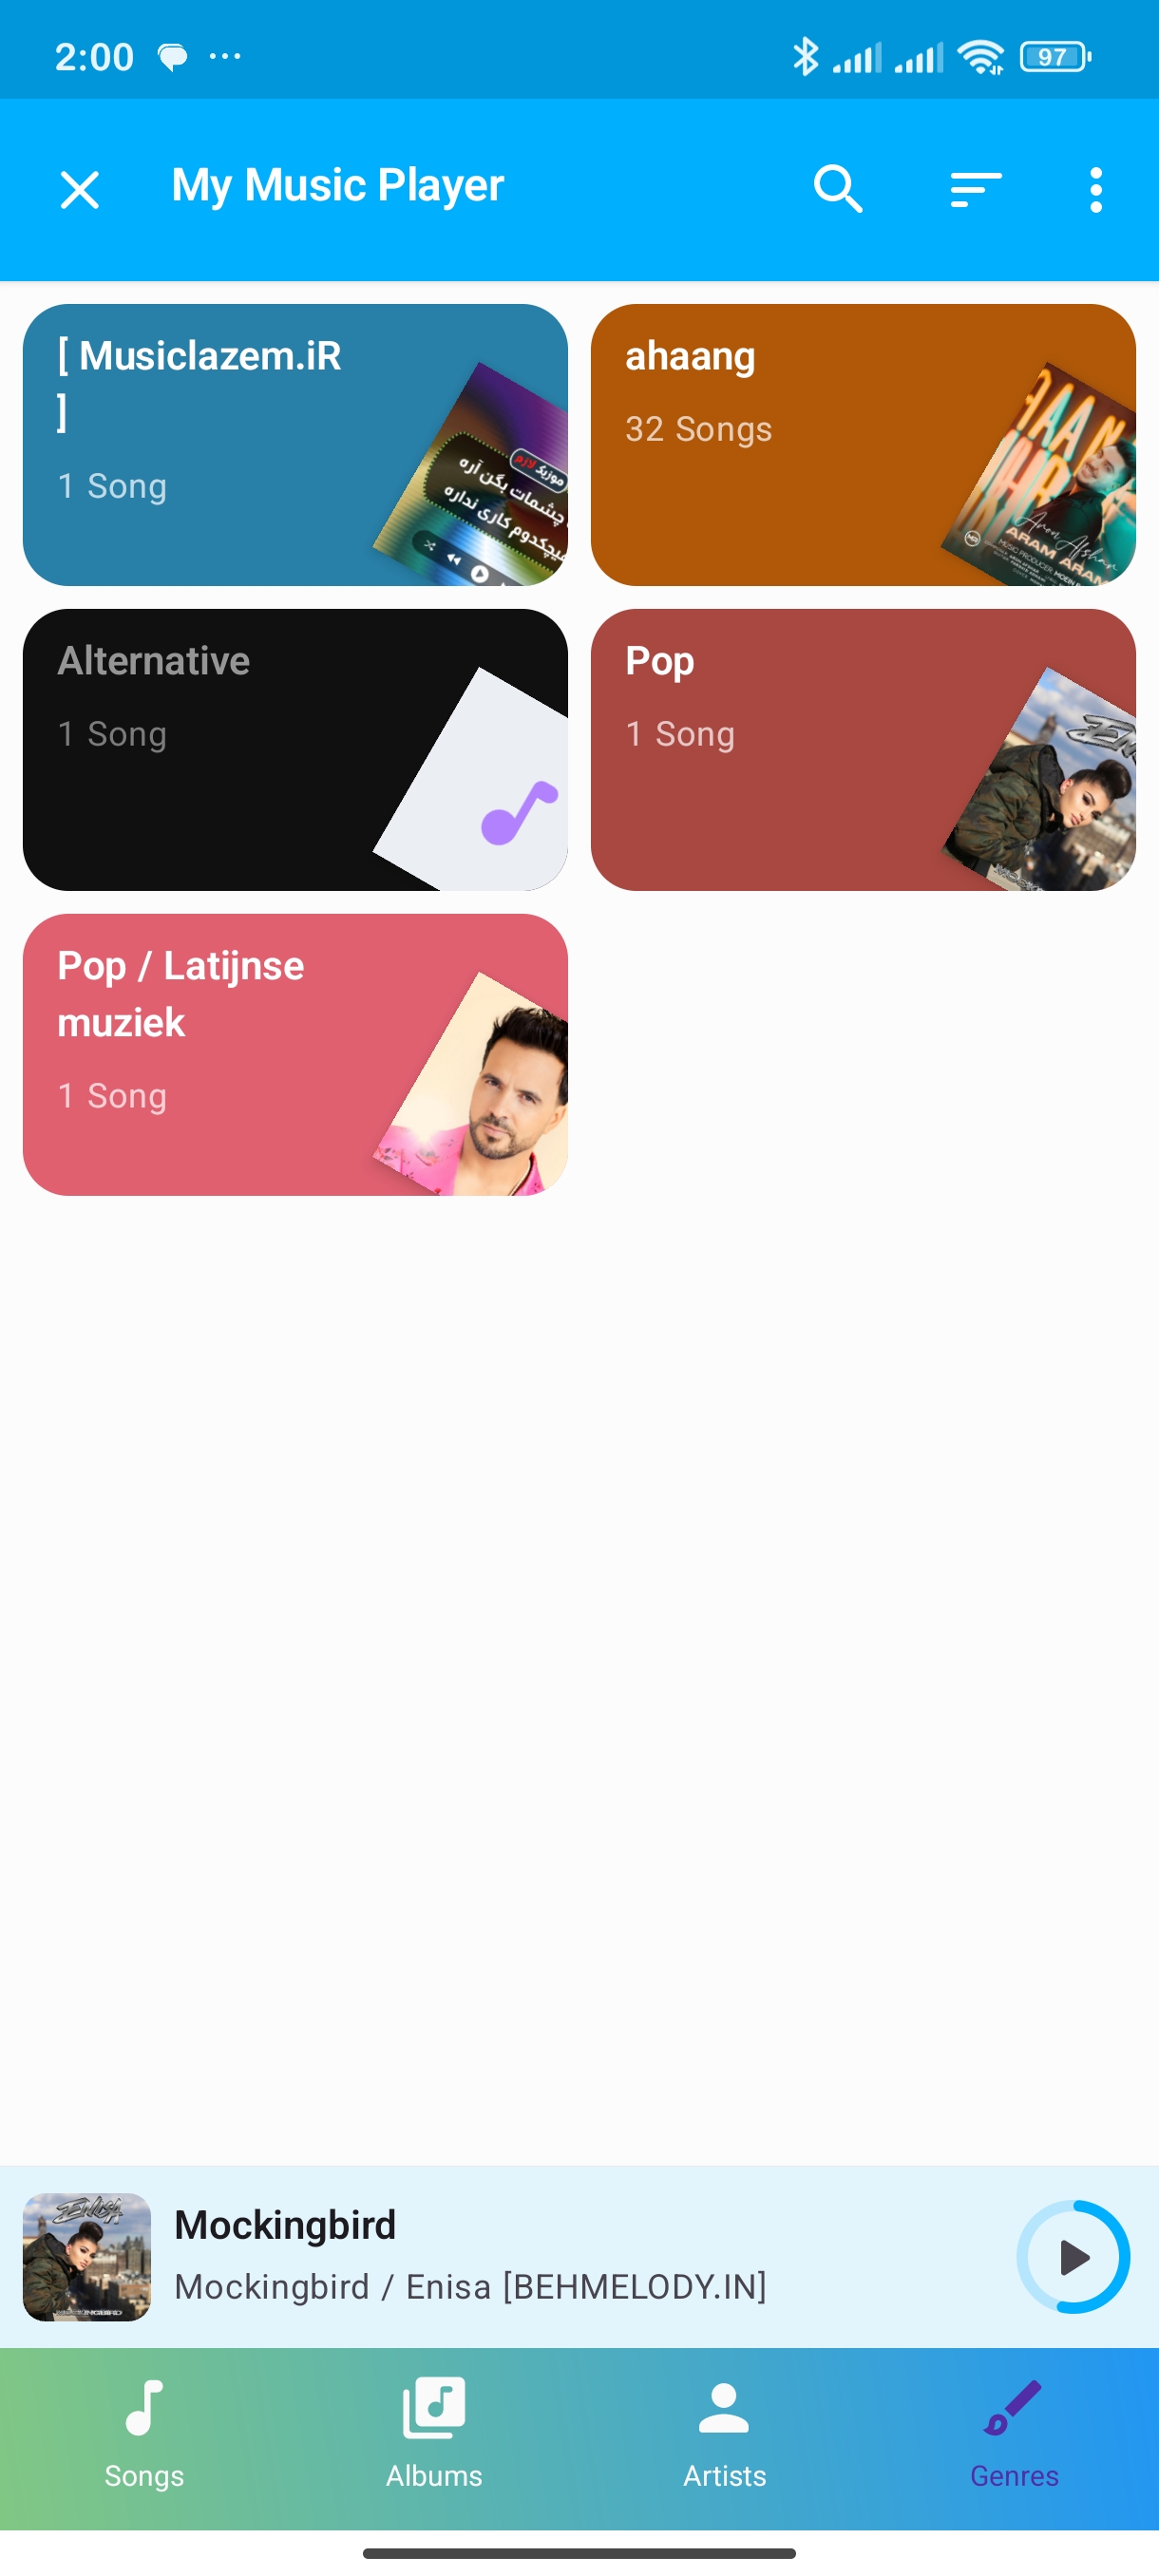 2:00
97
My Music Player
[ Musiclazem.iR
]
1 Song
موزیک لازم
چشمات بگن آره
هیچکدوم کاری نداره
ahaang
32 Songs
Aron Afshar
ARAM ARAM
Alternative
1 Song
Pop
1 Song
Pop / Latijnse
muziek
1 Song
ENISA
Mockingbird
Mockingbird / Enisa [BEHMELODY.IN]
Songs
Albums
Artists
Genres